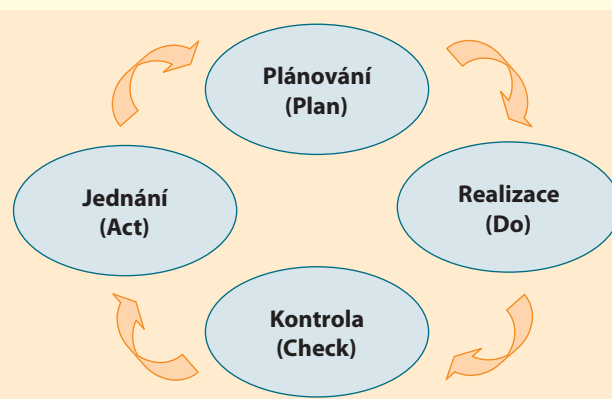 Plánování
(Plan)
Realizace
(Do)
Kontrola
(Check)
Jednání
(Act)